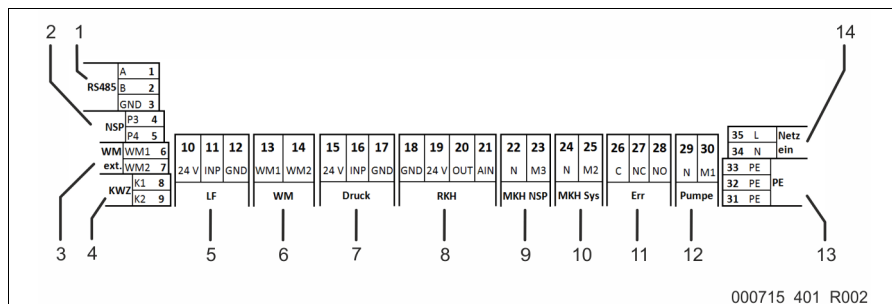 2 1 14
A 1
RS485 B 2
GND 3
NSP P3 4
P4 5
WM WM1 6
ext. WM2 7
KWZ K1 8
K2 9
10 11 12 13 14 15 16 17 18 19 20 21 22 23 24 25 26 27 28 29 30
24 V INP GND WM1 WM2 24 V INP GND GND 24 V OUT AIN N M3 N M2 C NC NO N M1
LF WM Druck RKH MKH NSP MKH Sys Err Pumpe
35 L Netz
34 N ein
33 PE
32 PE PE
31 PE
3 4 5 6 7 8 9 10 11 12 13
000715_401_R002